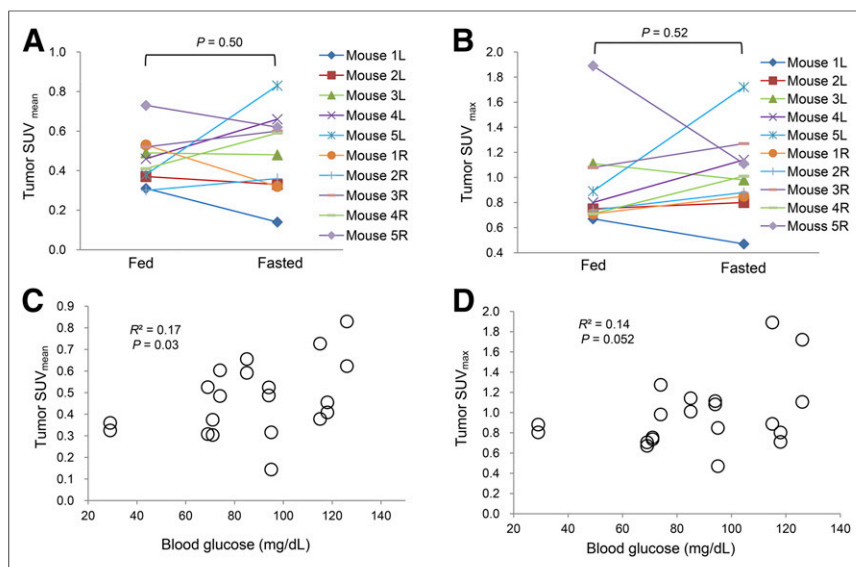 A
P = 0.50
Tumor SUVmean
1.0
0.8
0.6
0.4
0.2
0.0
Fed
Fasted
Mouse 1L
Mouse 2L
Mouse 3L
Mouse 4L
Mouse 5L
Mouse 1R
Mouse 2R
Mouse 3R
Mouse 4R
Mouse 5R
B
P = 0.52
Tumor SUVmax
2.0
1.8
1.6
1.4
1.2
1.0
0.8
0.6
0.4
Fed
Fasted
Mouse 1L
Mouse 2L
Mouse 3L
Mouse 4L
Mouse 5L
Mouse 1R
Mouse 2R
Mouse 3R
Mouse 4R
Mouss 5R
C
R² = 0.17
P = 0.03
Tumor SUVmean
0.9
0.8
0.7
0.6
0.5
0.4
0.3
0.2
0.1
0.0
20 40 60 80 100 120 140
Blood glucose (mg/dL)
D
R² = 0.14
P = 0.052
Tumor SUVmax
2.0
1.8
1.6
1.4
1.2
1.0
0.8
0.6
0.4
0.2
0.0
20 40 60 80 100 120 140
Blood glucose (mg/dL)